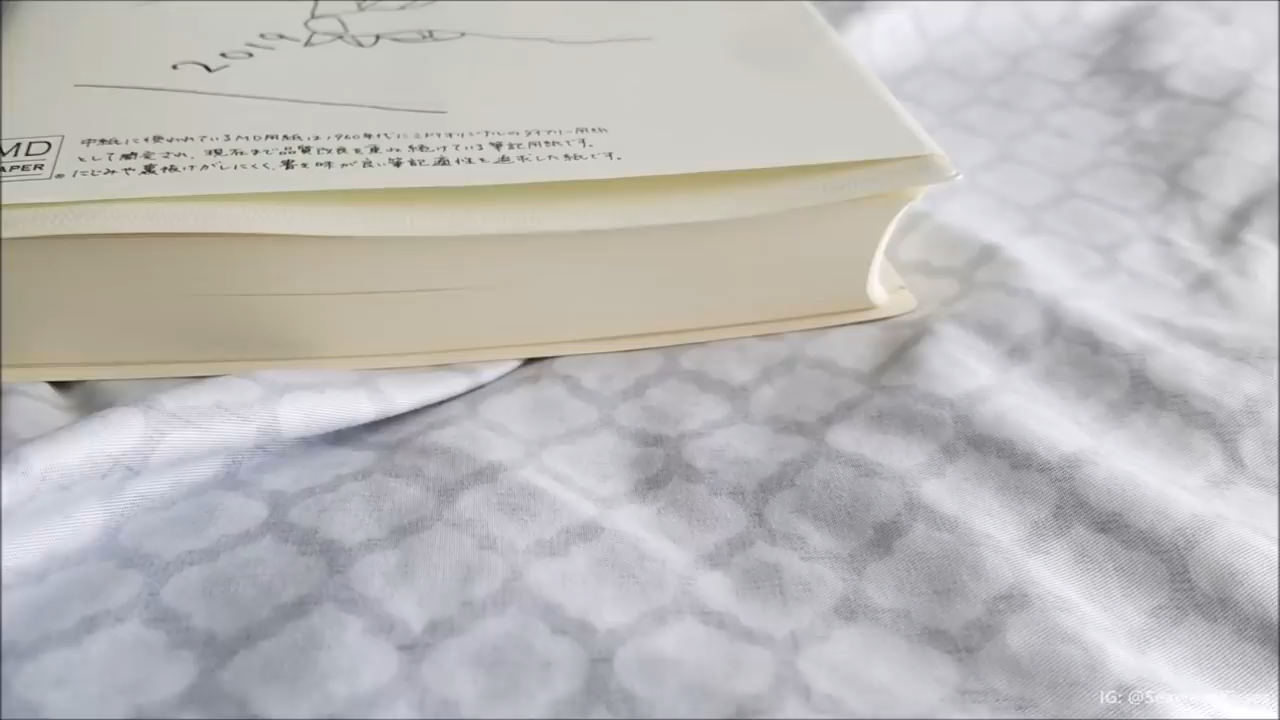 2019
MD
PAPER
中紙に使われているMD用紙は1960年代にミドリオリジナルのダイアリー用紙
として開発され、現在まで品質改良を重ね続けている筆記用紙です。
®にじみや裏抜けがしにくく、書き味が良い筆記適性を追求した紙です。
IG: